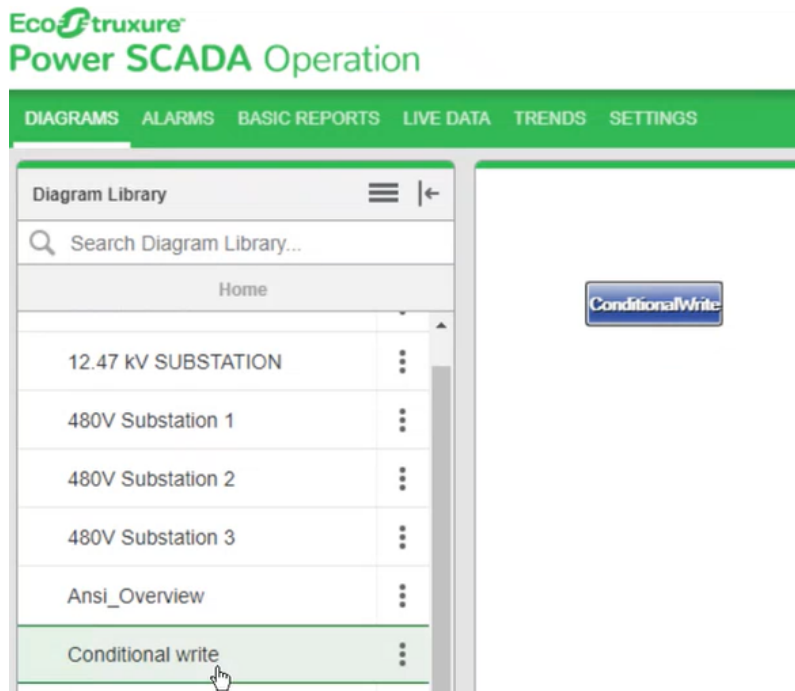 EcoStruxure™
Power SCADA Operation
DIAGRAMS ALARMS BASIC REPORTS LIVE DATA TRENDS SETTINGS
Diagram Library
Search Diagram Library...
Home
12.47 kV SUBSTATION
480V Substation 1
480V Substation 2
480V Substation 3
Ansi_Overview
Conditional write
ConditionalWrite